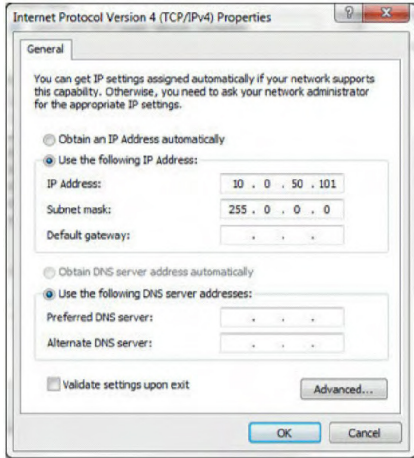 Internet Protocol Version 4 (TCP/IPv4) Properties
General
You can get IP settings assigned automatically if your network supports
this capability. Otherwise, you need to ask your network administrator
for the appropriate IP settings.
Obtain an IP Address automatically
Use the following IP Address:
IP Address: 10 . 0 . 50 . 101
Subnet mask: 255 . 0 . 0 . 0
Default gateway: . . .
Obtain DNS server address automatically
Use the following DNS server addresses:
Preferred DNS server: . . .
Alternate DNS server: . . .
Validate settings upon exit
Advanced...
OK Cancel